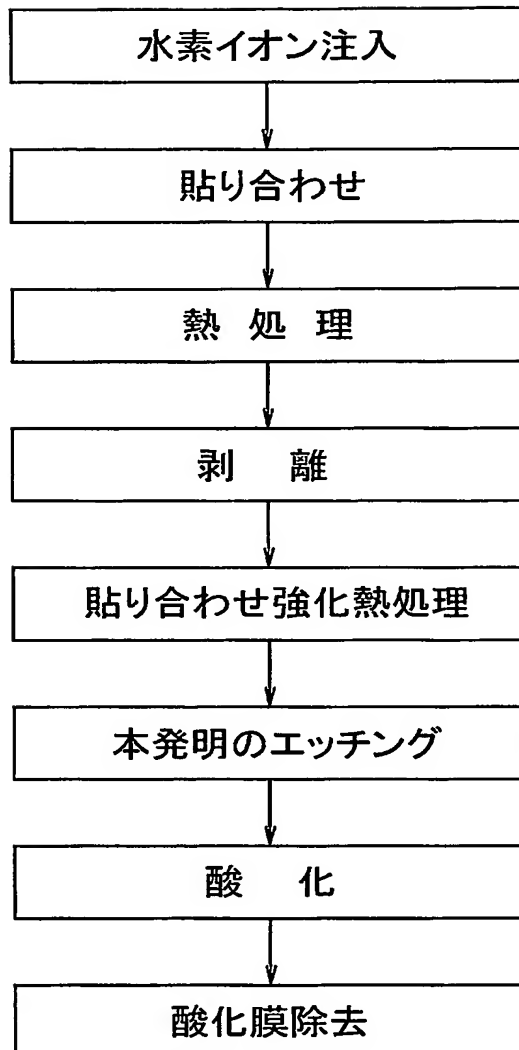 水素イオン注入
貼り合わせ
熱処理
剥離
貼り合わせ強化熱処理
本発明のエッチング
酸化
酸化膜除去